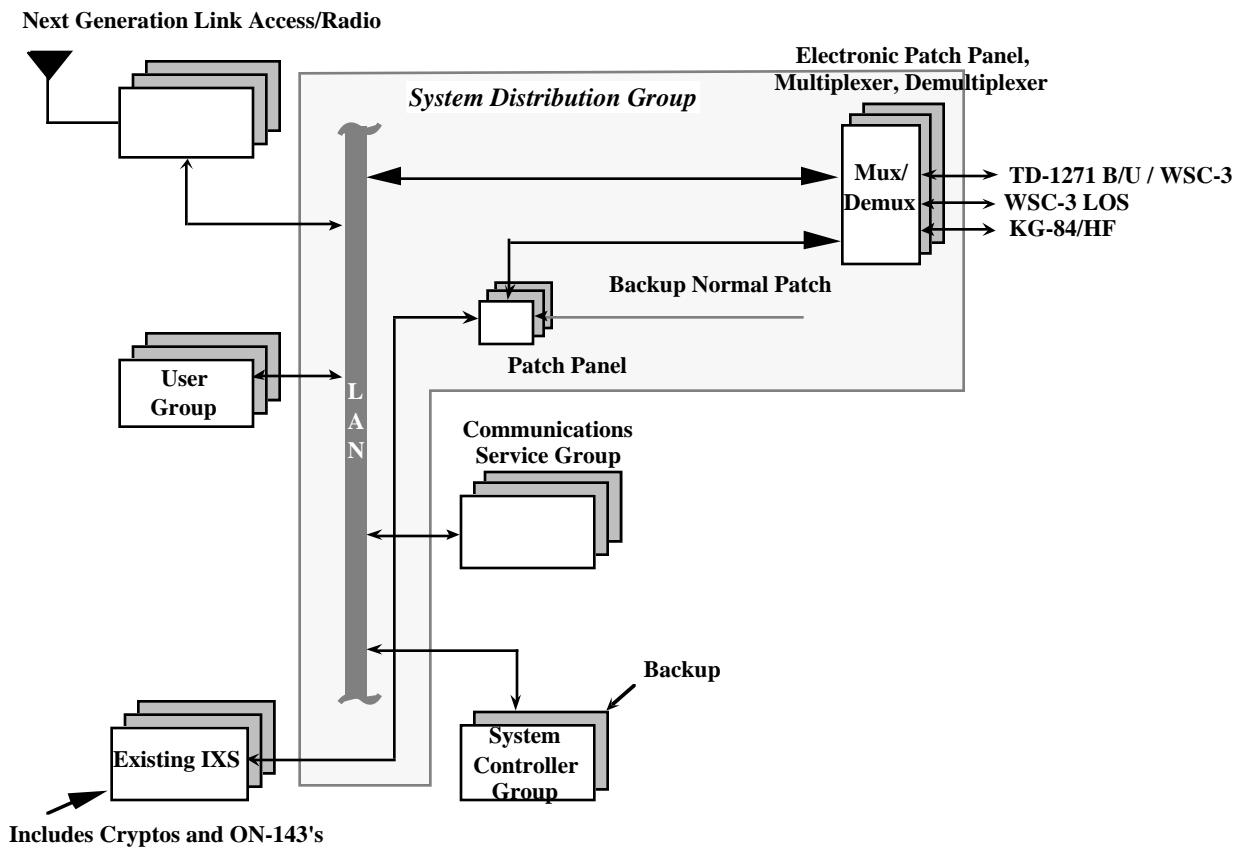 Next Generation Link Access/Radio
Electronic Patch Panel,
Multiplexer, Demultiplexer
System Distribution Group
Mux/
Demux
TD-1271 B/U / WSC-3
WSC-3 LOS
KG-84/HF
Backup Normal Patch
Patch Panel
User
Group
L
A
N
Communications
Service Group
Backup
System
Controller
Group
Existing IXS
Includes Cryptos and ON-143's